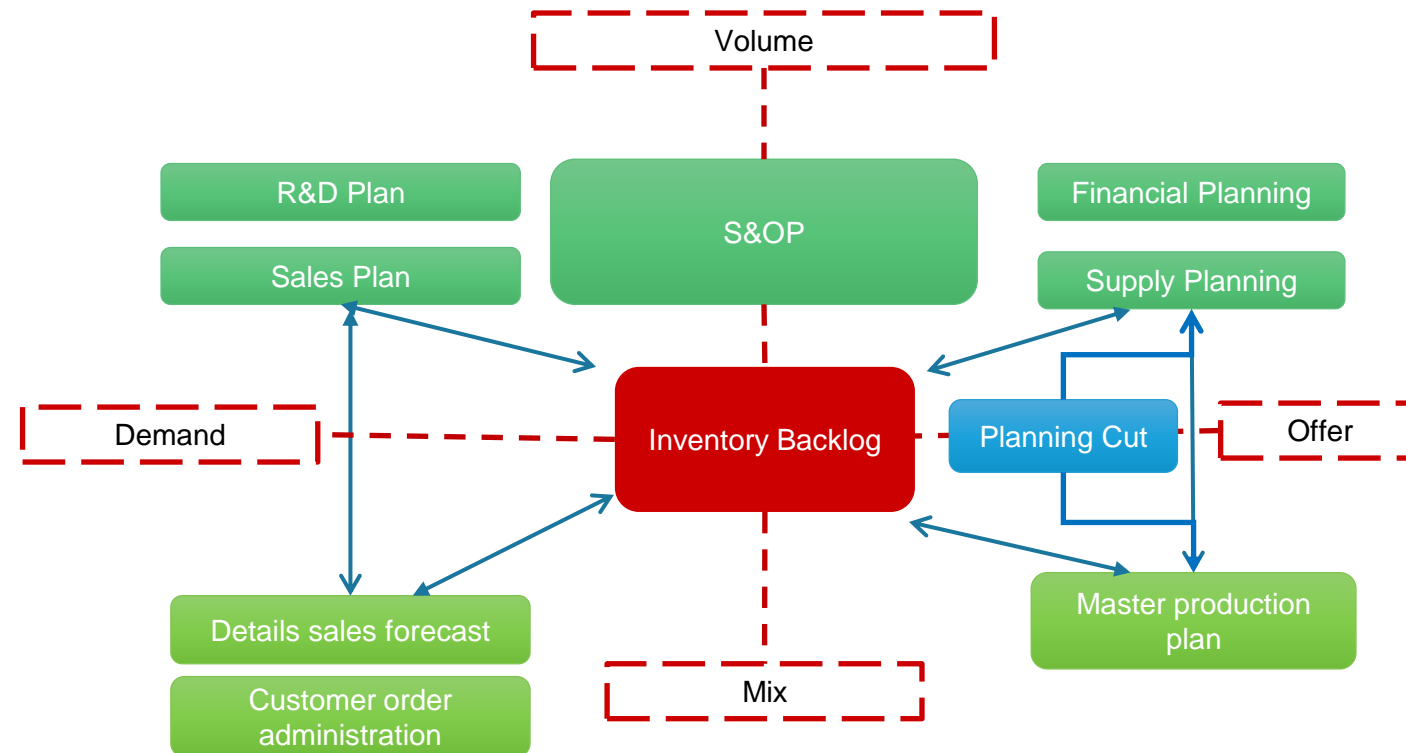 Volume
R&D Plan
S&OP
Financial Planning
Sales Plan
Supply Planning
Demand
Inventory Backlog
Planning Cut
Offer
Details sales forecast
Master production
plan
Customer order
administration
Mix